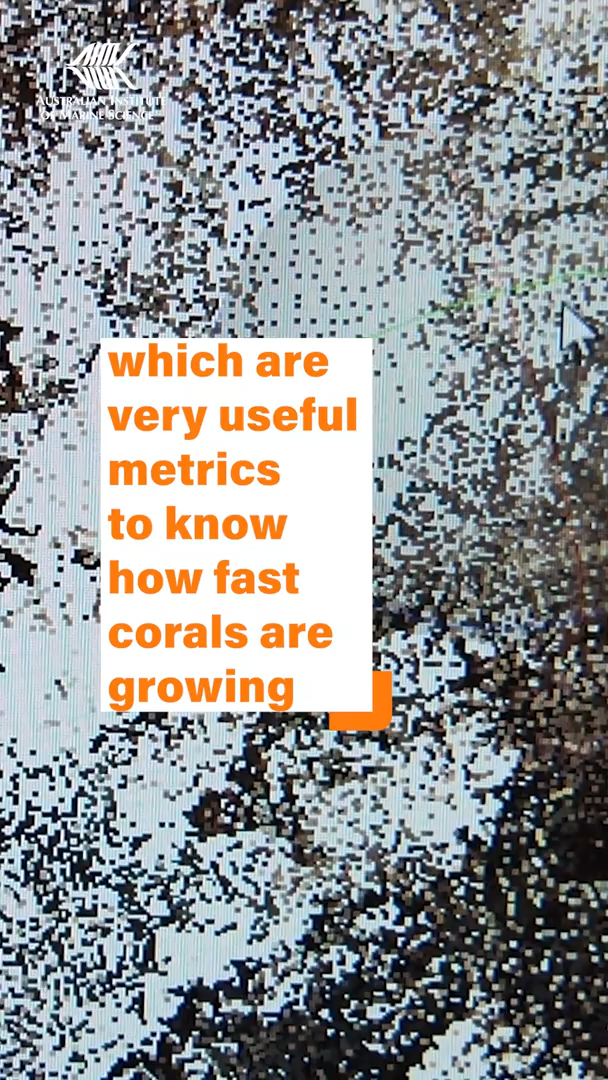 AUSTRALIAN INSTITUTE
OF MARINE SCIENCE
which are
very useful
metrics
to know
how fast
corals are
growing